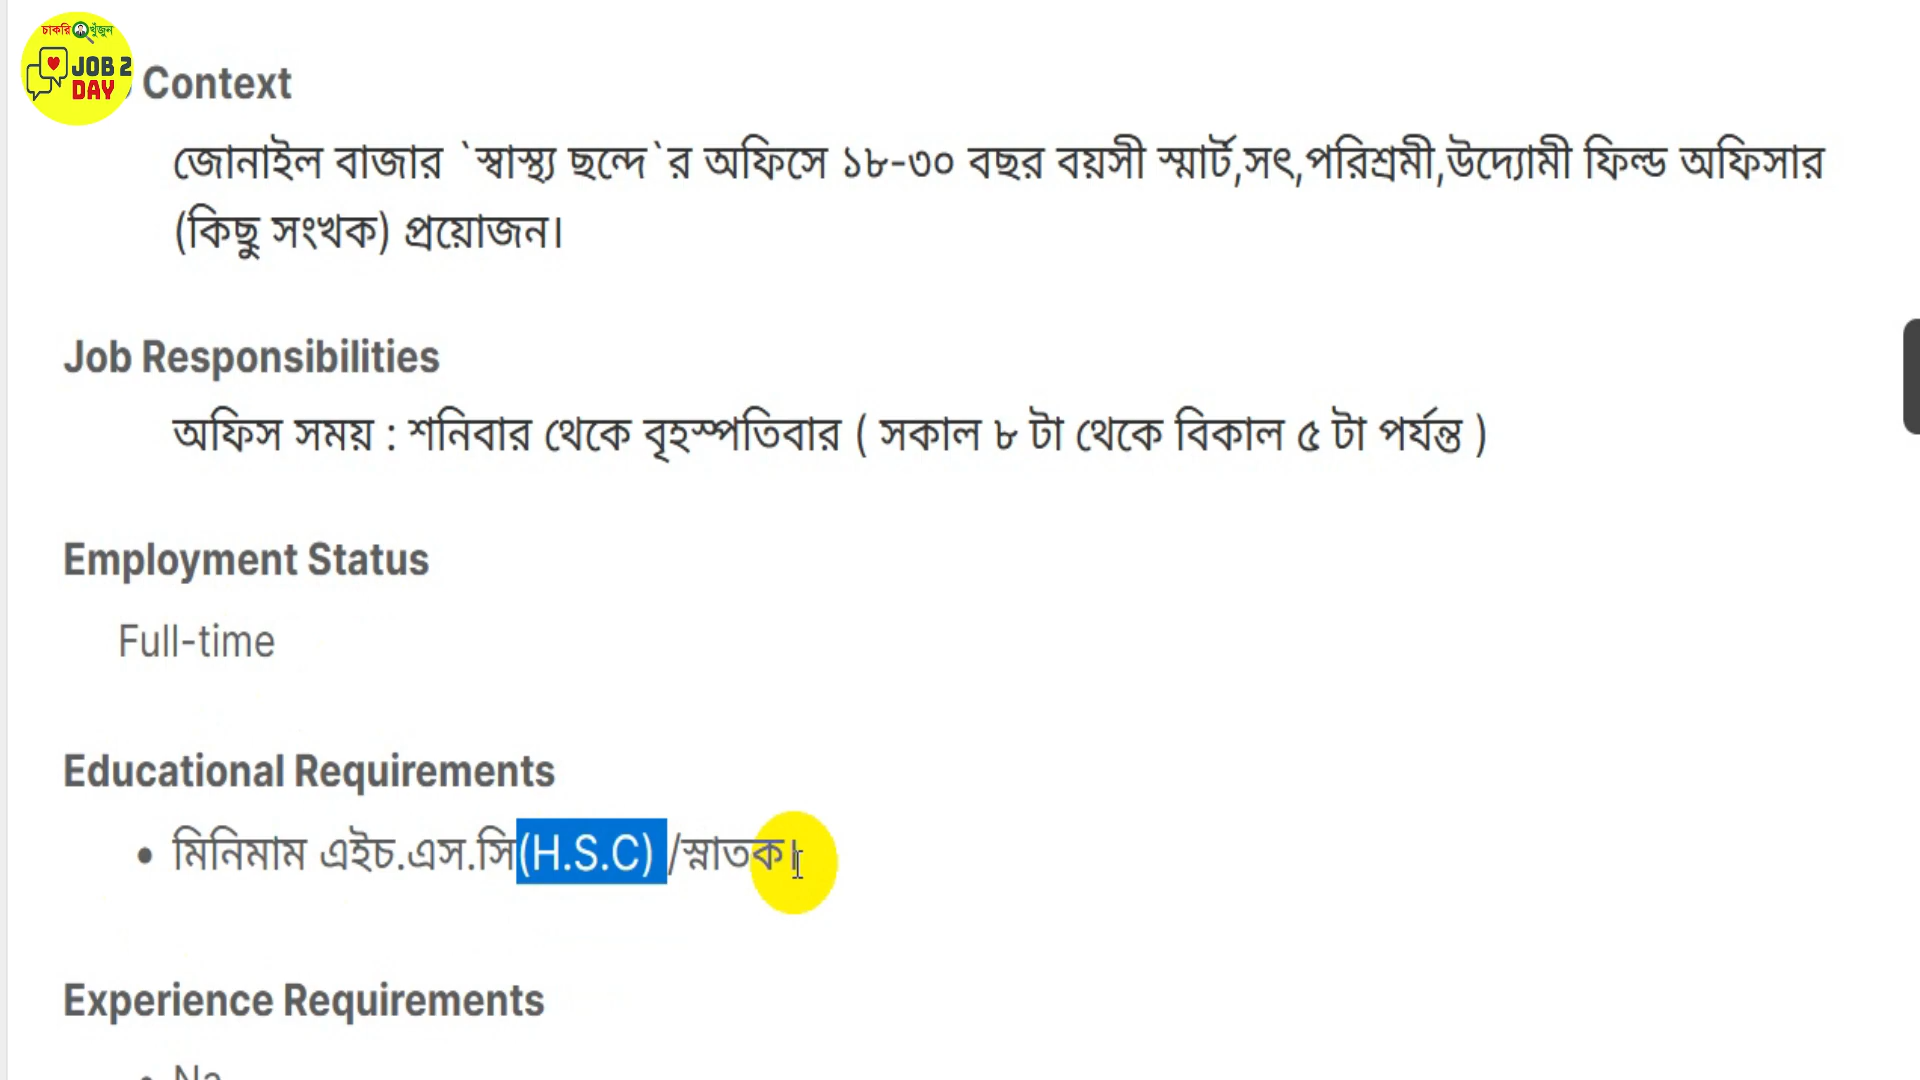 চাকরি খুঁজুন
JOB 2
DAY
Context
জোনাইল বাজার `স্বাস্থ্য ছন্দে`র অফিসে ১৮-৩০ বছর বয়সী স্মার্ট,সৎ,পরিশ্রমী,উদ্যোমী ফিল্ড অফিসার
(কিছু সংখক) প্রয়োজন।
Job Responsibilities
অফিস সময় : শনিবার থেকে বৃহস্পতিবার ( সকাল ৮ টা থেকে বিকাল ৫ টা পর্যন্ত )
Employment Status
Full-time
Educational Requirements
• মিনিমাম এইচ.এস.সি(H.S.C) /স্নাতক।
Experience Requirements
• Na